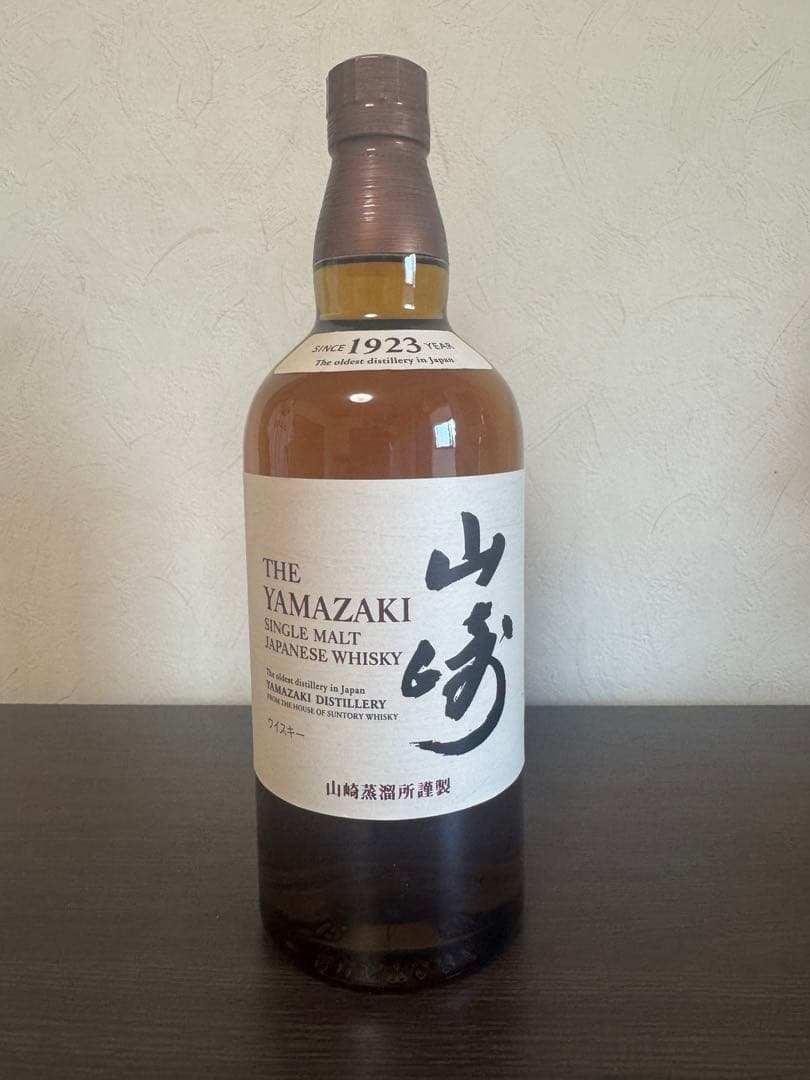 SINCE 1923 YEAR
The oldest distillery in Japan
THE
YAMAZAKI
SINGLE MALT
JAPANESE WHISKY
山崎
The oldest distillery in Japan
YAMAZAKI DISTILLERY
FROM THE HOUSE OF SUNTORY WHISKY
ウイスキー
山崎蒸溜所謹製